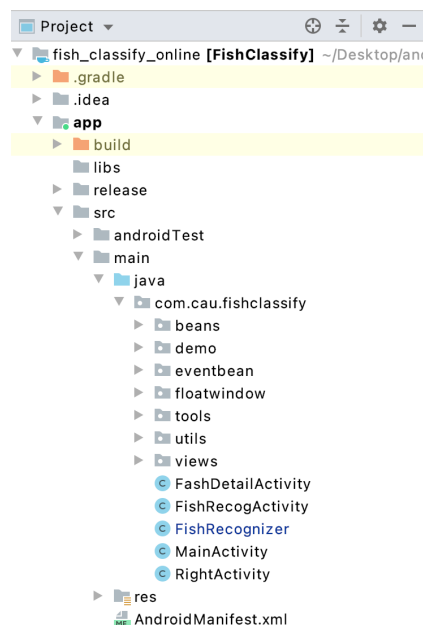 Project
fish_classify_online [FishClassify] ~/Desktop/and
.gradle
.idea
app
build
libs
release
src
androidTest
main
java
com.cau.fishclassify
beans
demo
eventbean
floatwindow
tools
utils
views
C FashDetailActivity
C FishRecogActivity
C FishRecognizer
C MainActivity
C RightActivity
res
MF AndroidManifest.xml